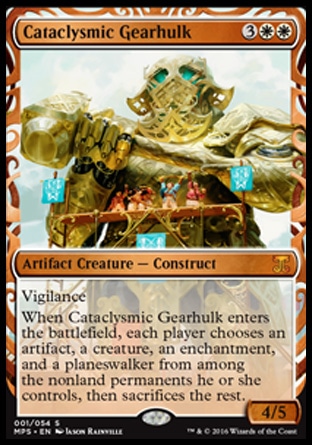 Cataclysmic Gearhulk 3
Artifact Creature — Construct
Vigilance
When Cataclysmic Gearhulk enters
the battlefield, each player chooses an
artifact, a creature, an enchantment,
and a planeswalker from among
the nonland permanents he or she
controls, then sacrifices the rest.
4/5
001/054 S
MPS • EN Jason Rainville
™ & © 2016 Wizards of the Coast